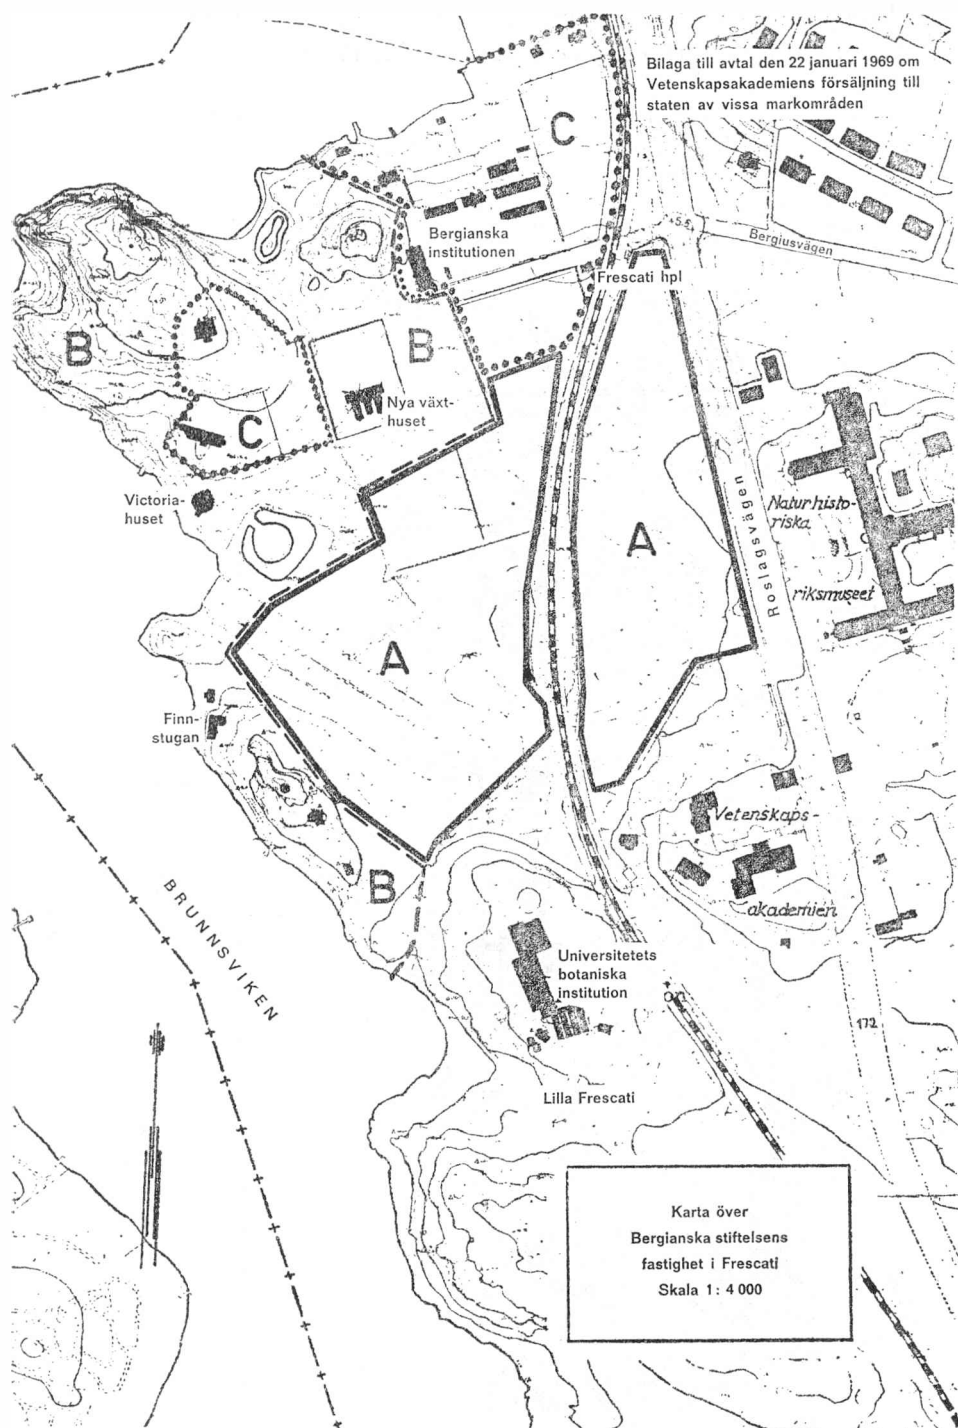 Bilaga till avtal den 22 januari 1969 om
Vetenskapsakademiens försäljning till
staten av vissa markområden
C
Bergianska
institutionen
+5.5
Bergiusvägen
Frescati hpl
B
B
C
Nya växt-
huset
Victoria-
huset
Naturhisto-
riska
riksmuseet
Roslagsvägen
A
A
Finn-
stugan
Vetenskaps-
akademien
B
BRUNNSVIKEN
Universitetets
botaniska
institution
172
Lilla Frescati
Karta över
Bergianska stiftelsens
fastighet i Frescati
Skala 1: 4 000